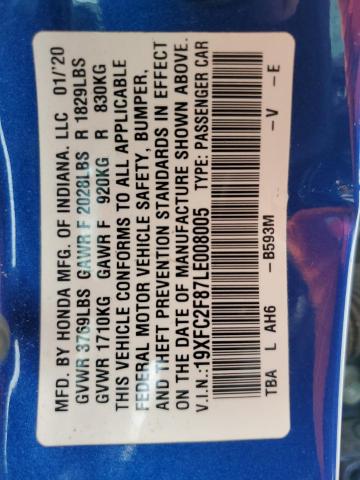 MFD. BY HONDA MFG. OF INDIANA. LLC 01/'20
GVWR 3769LBS GAWR F 2028LBS R 1829LBS
GVWR 1710KG GAWR F 920KG R 830KG
THIS VEHICLE CONFORMS TO ALL APPLICABLE
FEDERAL MOTOR VEHICLE SAFETY, BUMPER,
AND THEFT PREVENTION STANDARDS IN EFFECT
ON THE DATE OF MANUFACTURE SHOWN ABOVE.
V.I.N.:19XFC2F87LE008005 TYPE: PASSENGER CAR
TBA L AH6 -B593M -V -E